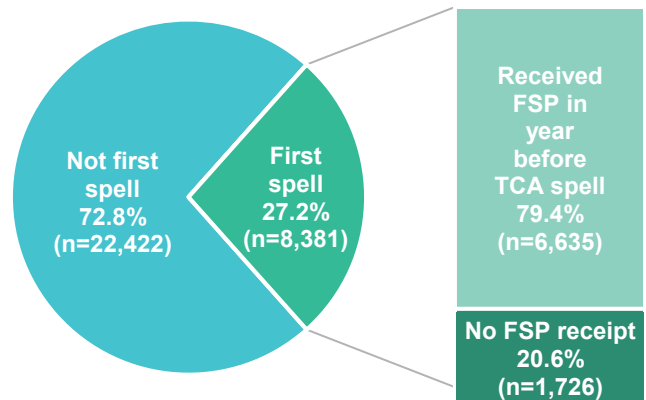 Not first
spell
72.8%
(n=22,422)
First
spell
27.2%
(n=8,381)
Received
FSP in
year
before
TCA spell
79.4%
(n=6,635)
No FSP receipt
20.6%
(n=1,726)